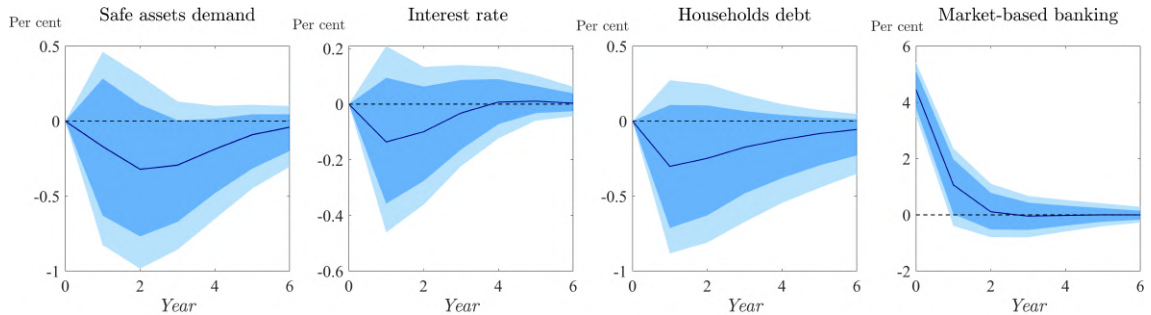 Safe assets demand
Per cent
0.5
0
-0.5
-1
0 2 4 6
Year
Interest rate
Per cent
0.2
0
-0.2
-0.4
-0.6
0 2 4 6
Year
Households debt
Per cent
0.5
0
-0.5
-1
0 2 4 6
Year
Market-based banking
Per cent
6
4
2
0
-2
0 2 4 6
Year